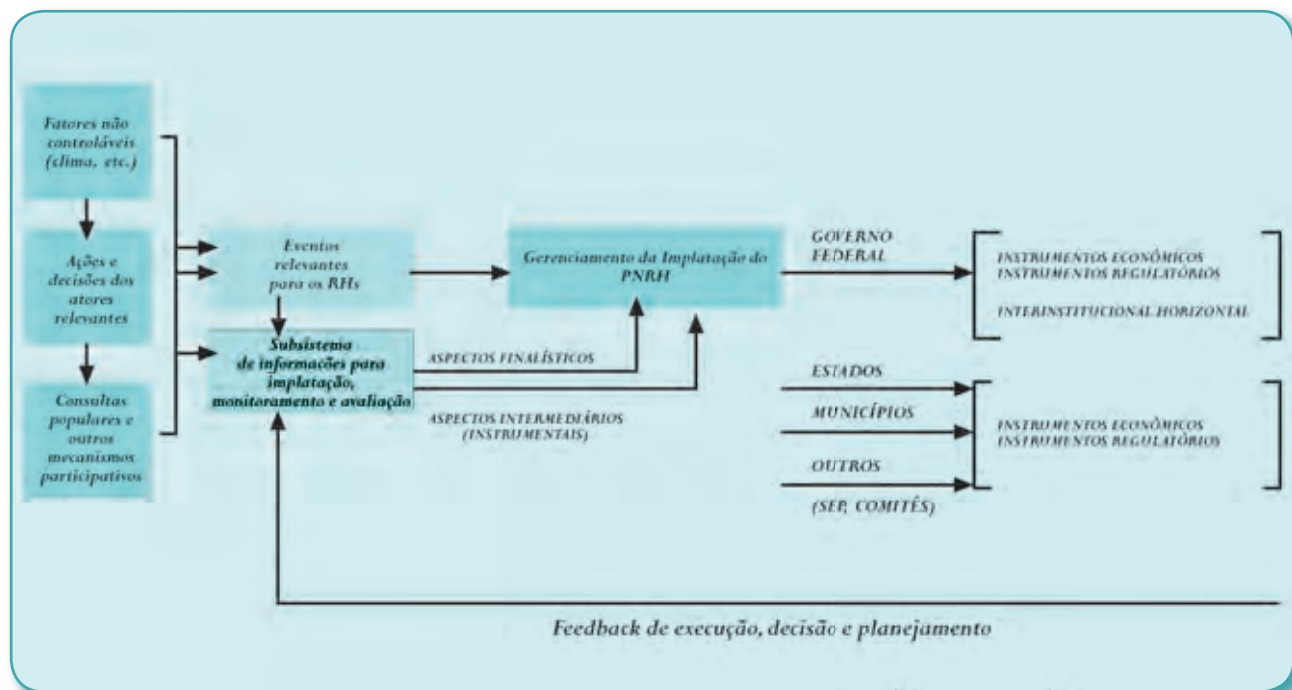 Fatores não
controláveis
(clima, etc.)
Ações e
decisões dos
atores
relevantes
Consultas
populares e
outros
mecanismos
participativos
Eventos
relevantes
para os RHs
Subsistema
de informações para
implatação,
monitoramento e avaliação
ASPECTOS FINALÍSTICOS
ASPECTOS INTERMEDIÁRIOS
(INSTRUMENTAIS)
Gerenciamento da Implatação do
PNRH
GOVERNO
FEDERAL
INSTRUMENTOS ECONÔMICOS
INSTRUMENTOS REGULATÓRIOS
INTERINSTITUCIONAL HORIZONTAL
ESTADOS
MUNICÍPIOS
OUTROS
(SEP, COMITÊS)
INSTRUMENTOS ECONÔMICOS
INSTRUMENTOS REGULATÓRIOS
Feedback de execução, decisão e planejamento